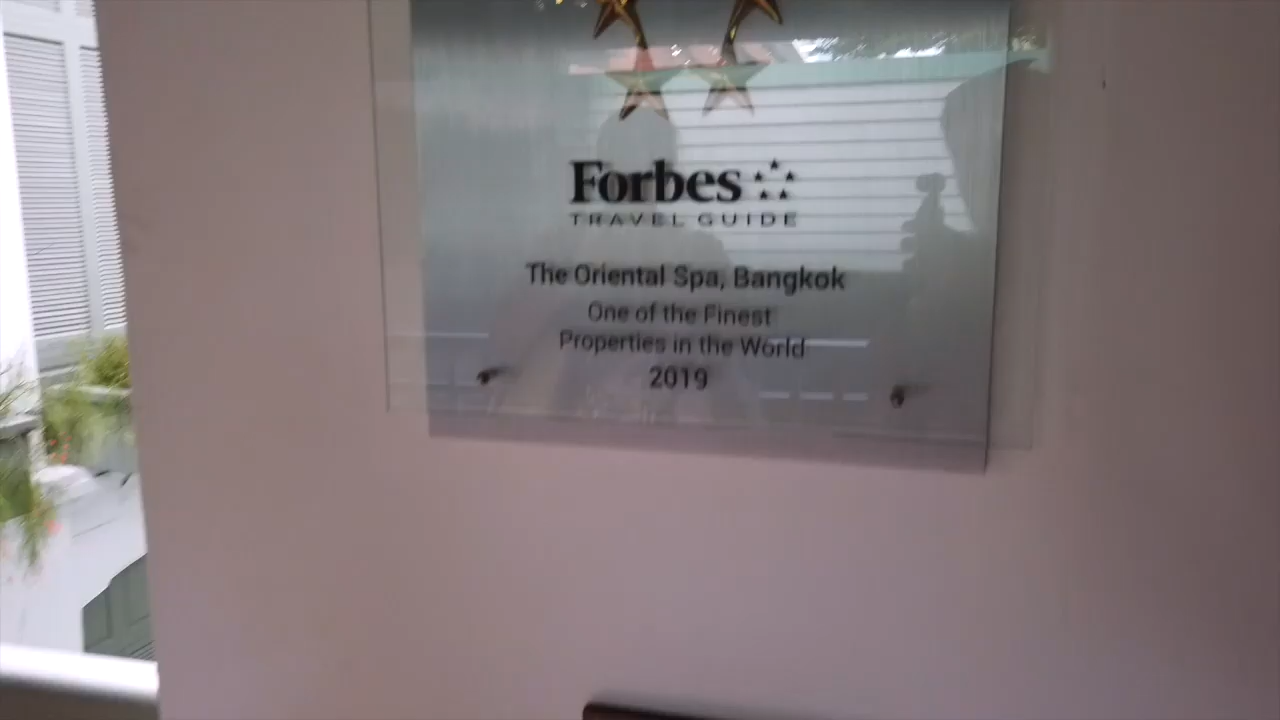 Forbes
TRAVEL GUIDE
The Oriental Spa, Bangkok
One of the Finest
Properties in the World
2019